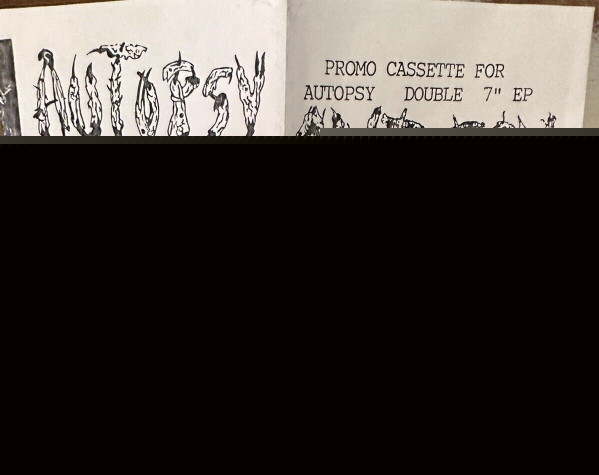 AUTOPSY
PROMO CASSETTE FOR
AUTOPSY DOUBLE 7" EP